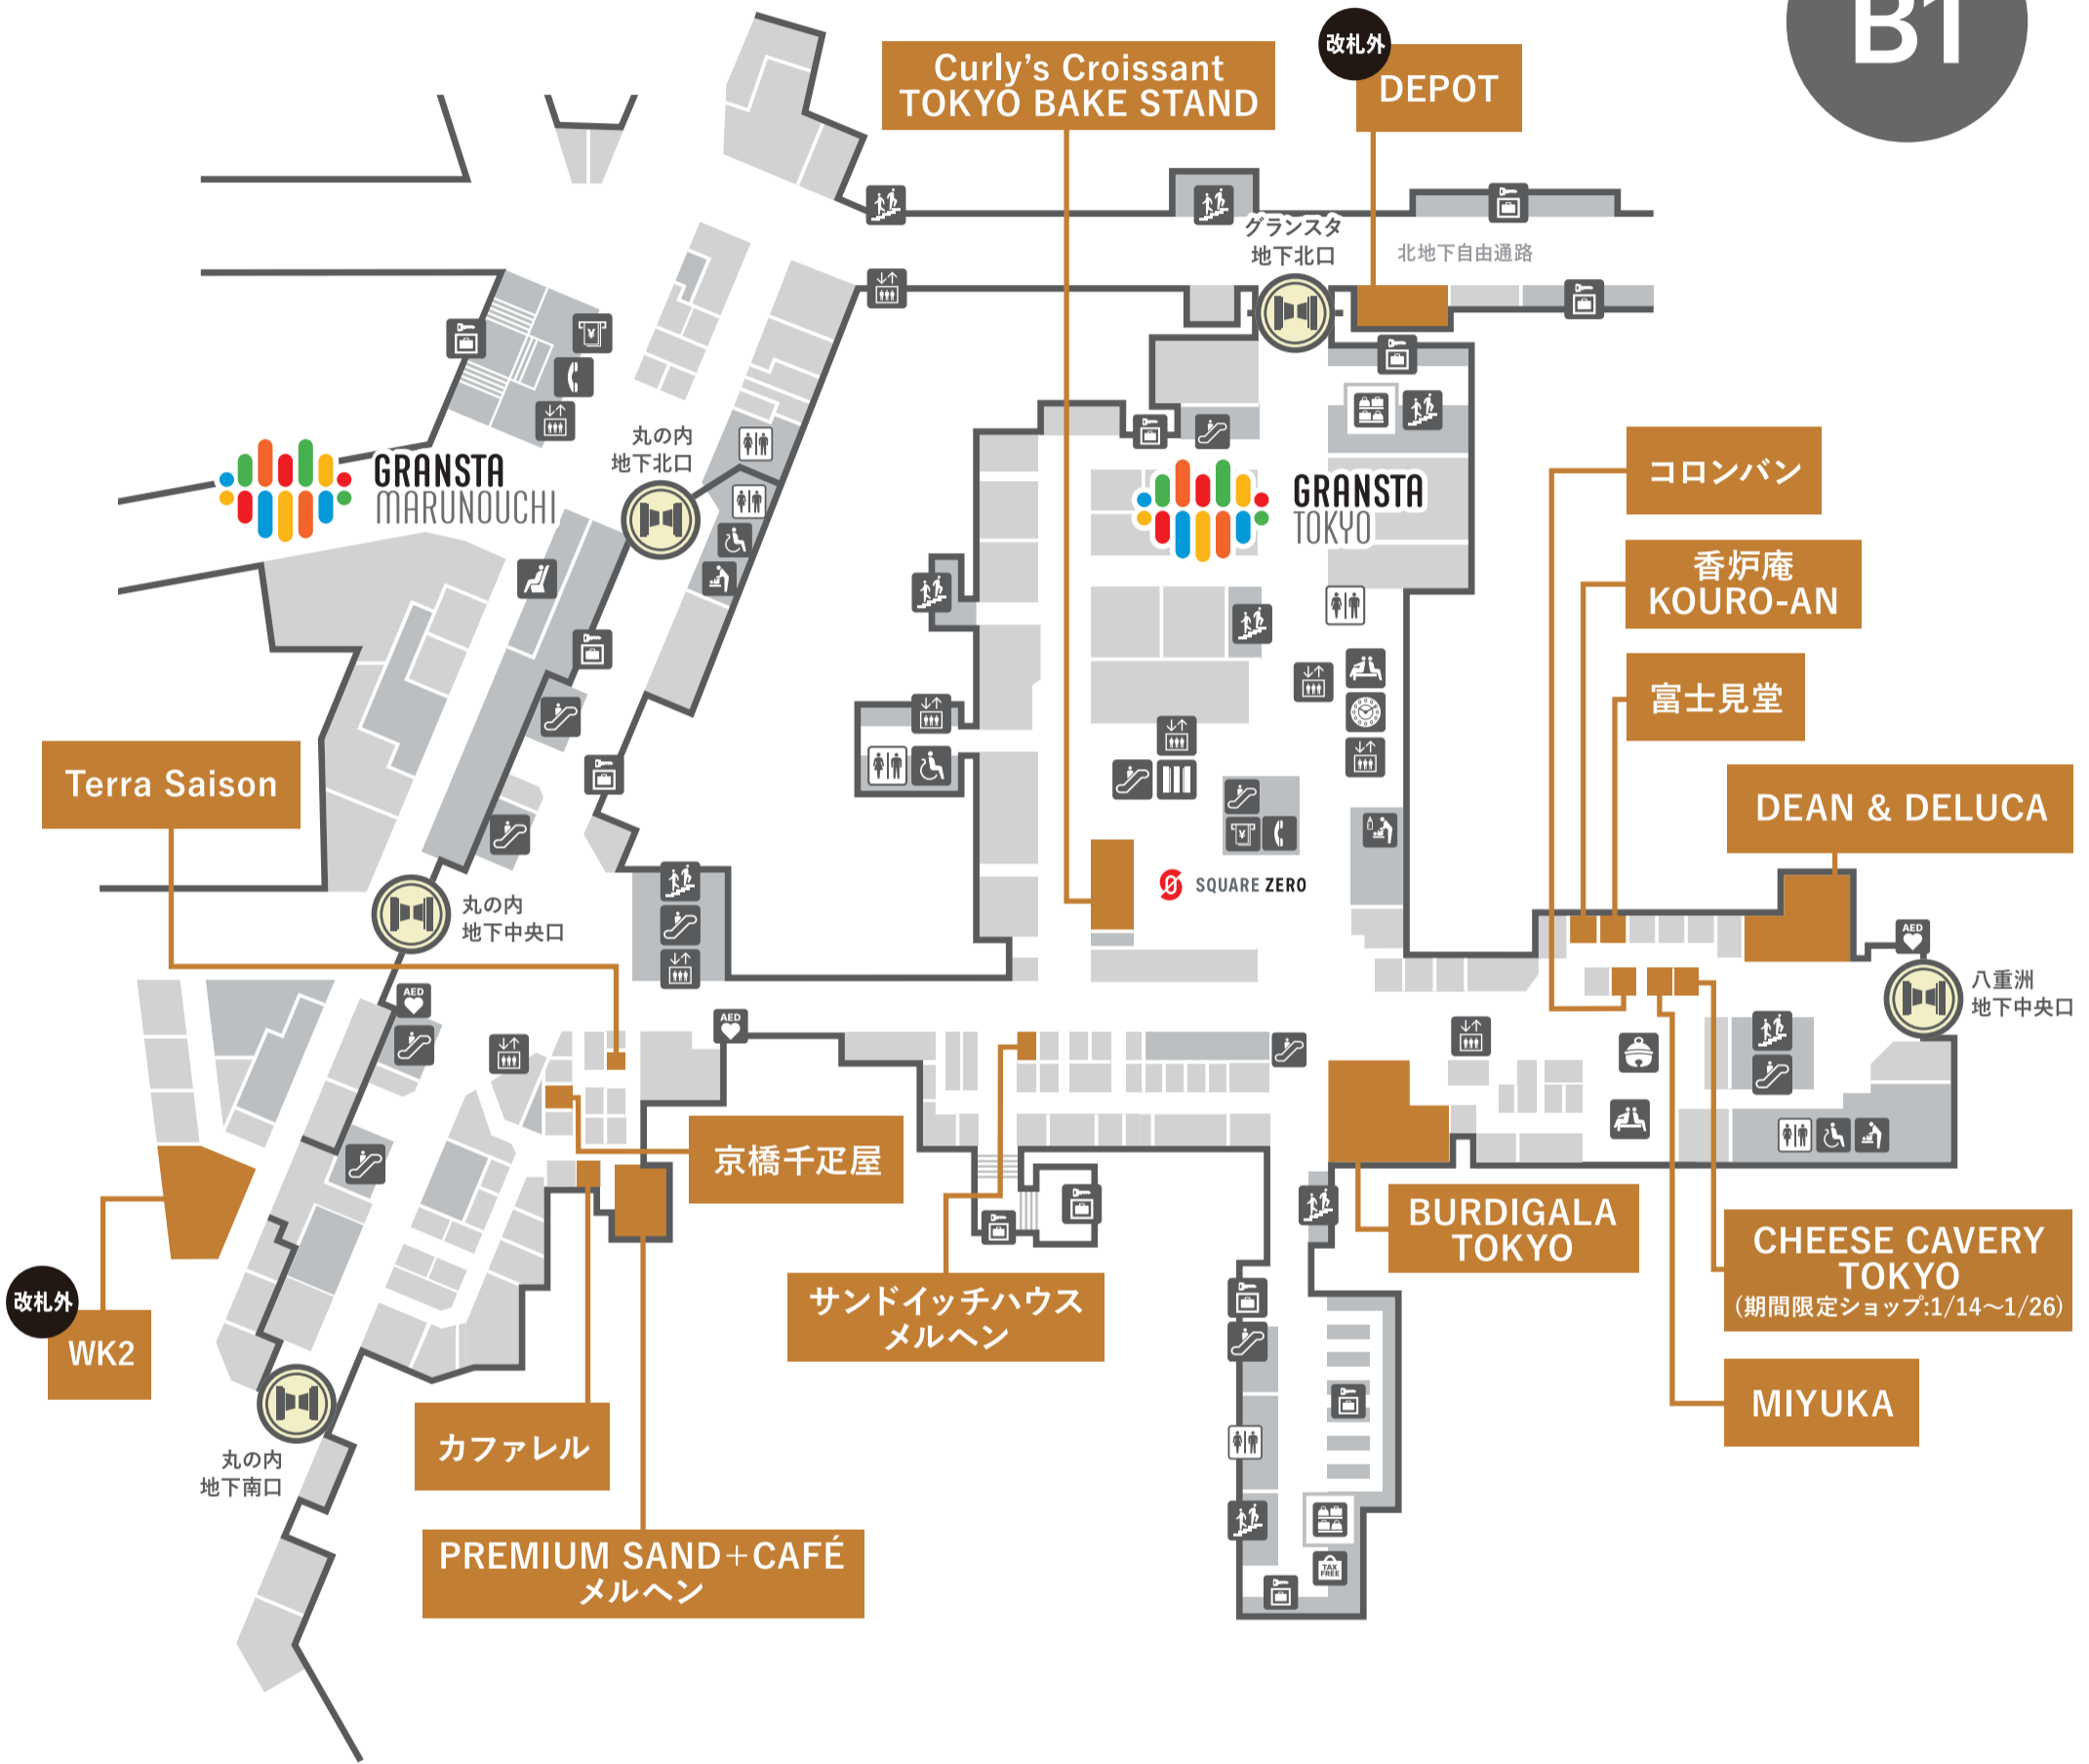 B1
Curly's Croissant
TOKYO BAKE STAND
改札外
DEPOT
グランスタ
地下北口
北地下自由通路
丸の内
地下北口
GRANSTA
MARUNOUCHI
GRANSTA
TOKYO
コロンバン
香炉庵
KOURO-AN
富士見堂
Terra Saison
DEAN & DELUCA
SQUARE ZERO
丸の内
地下中央口
AED
八重洲
地下中央口
AED
AED
京橋千疋屋
BURDIGALA
TOKYO
CHEESE CAVERY
TOKYO
(期間限定ショップ:1/14～1/26)
サンドイッチハウス
メルヘン
改札外
WK2
MIYUKA
カファレル
丸の内
地下南口
PREMIUM SAND+CAFÉ
メルヘン
TAX
FREE